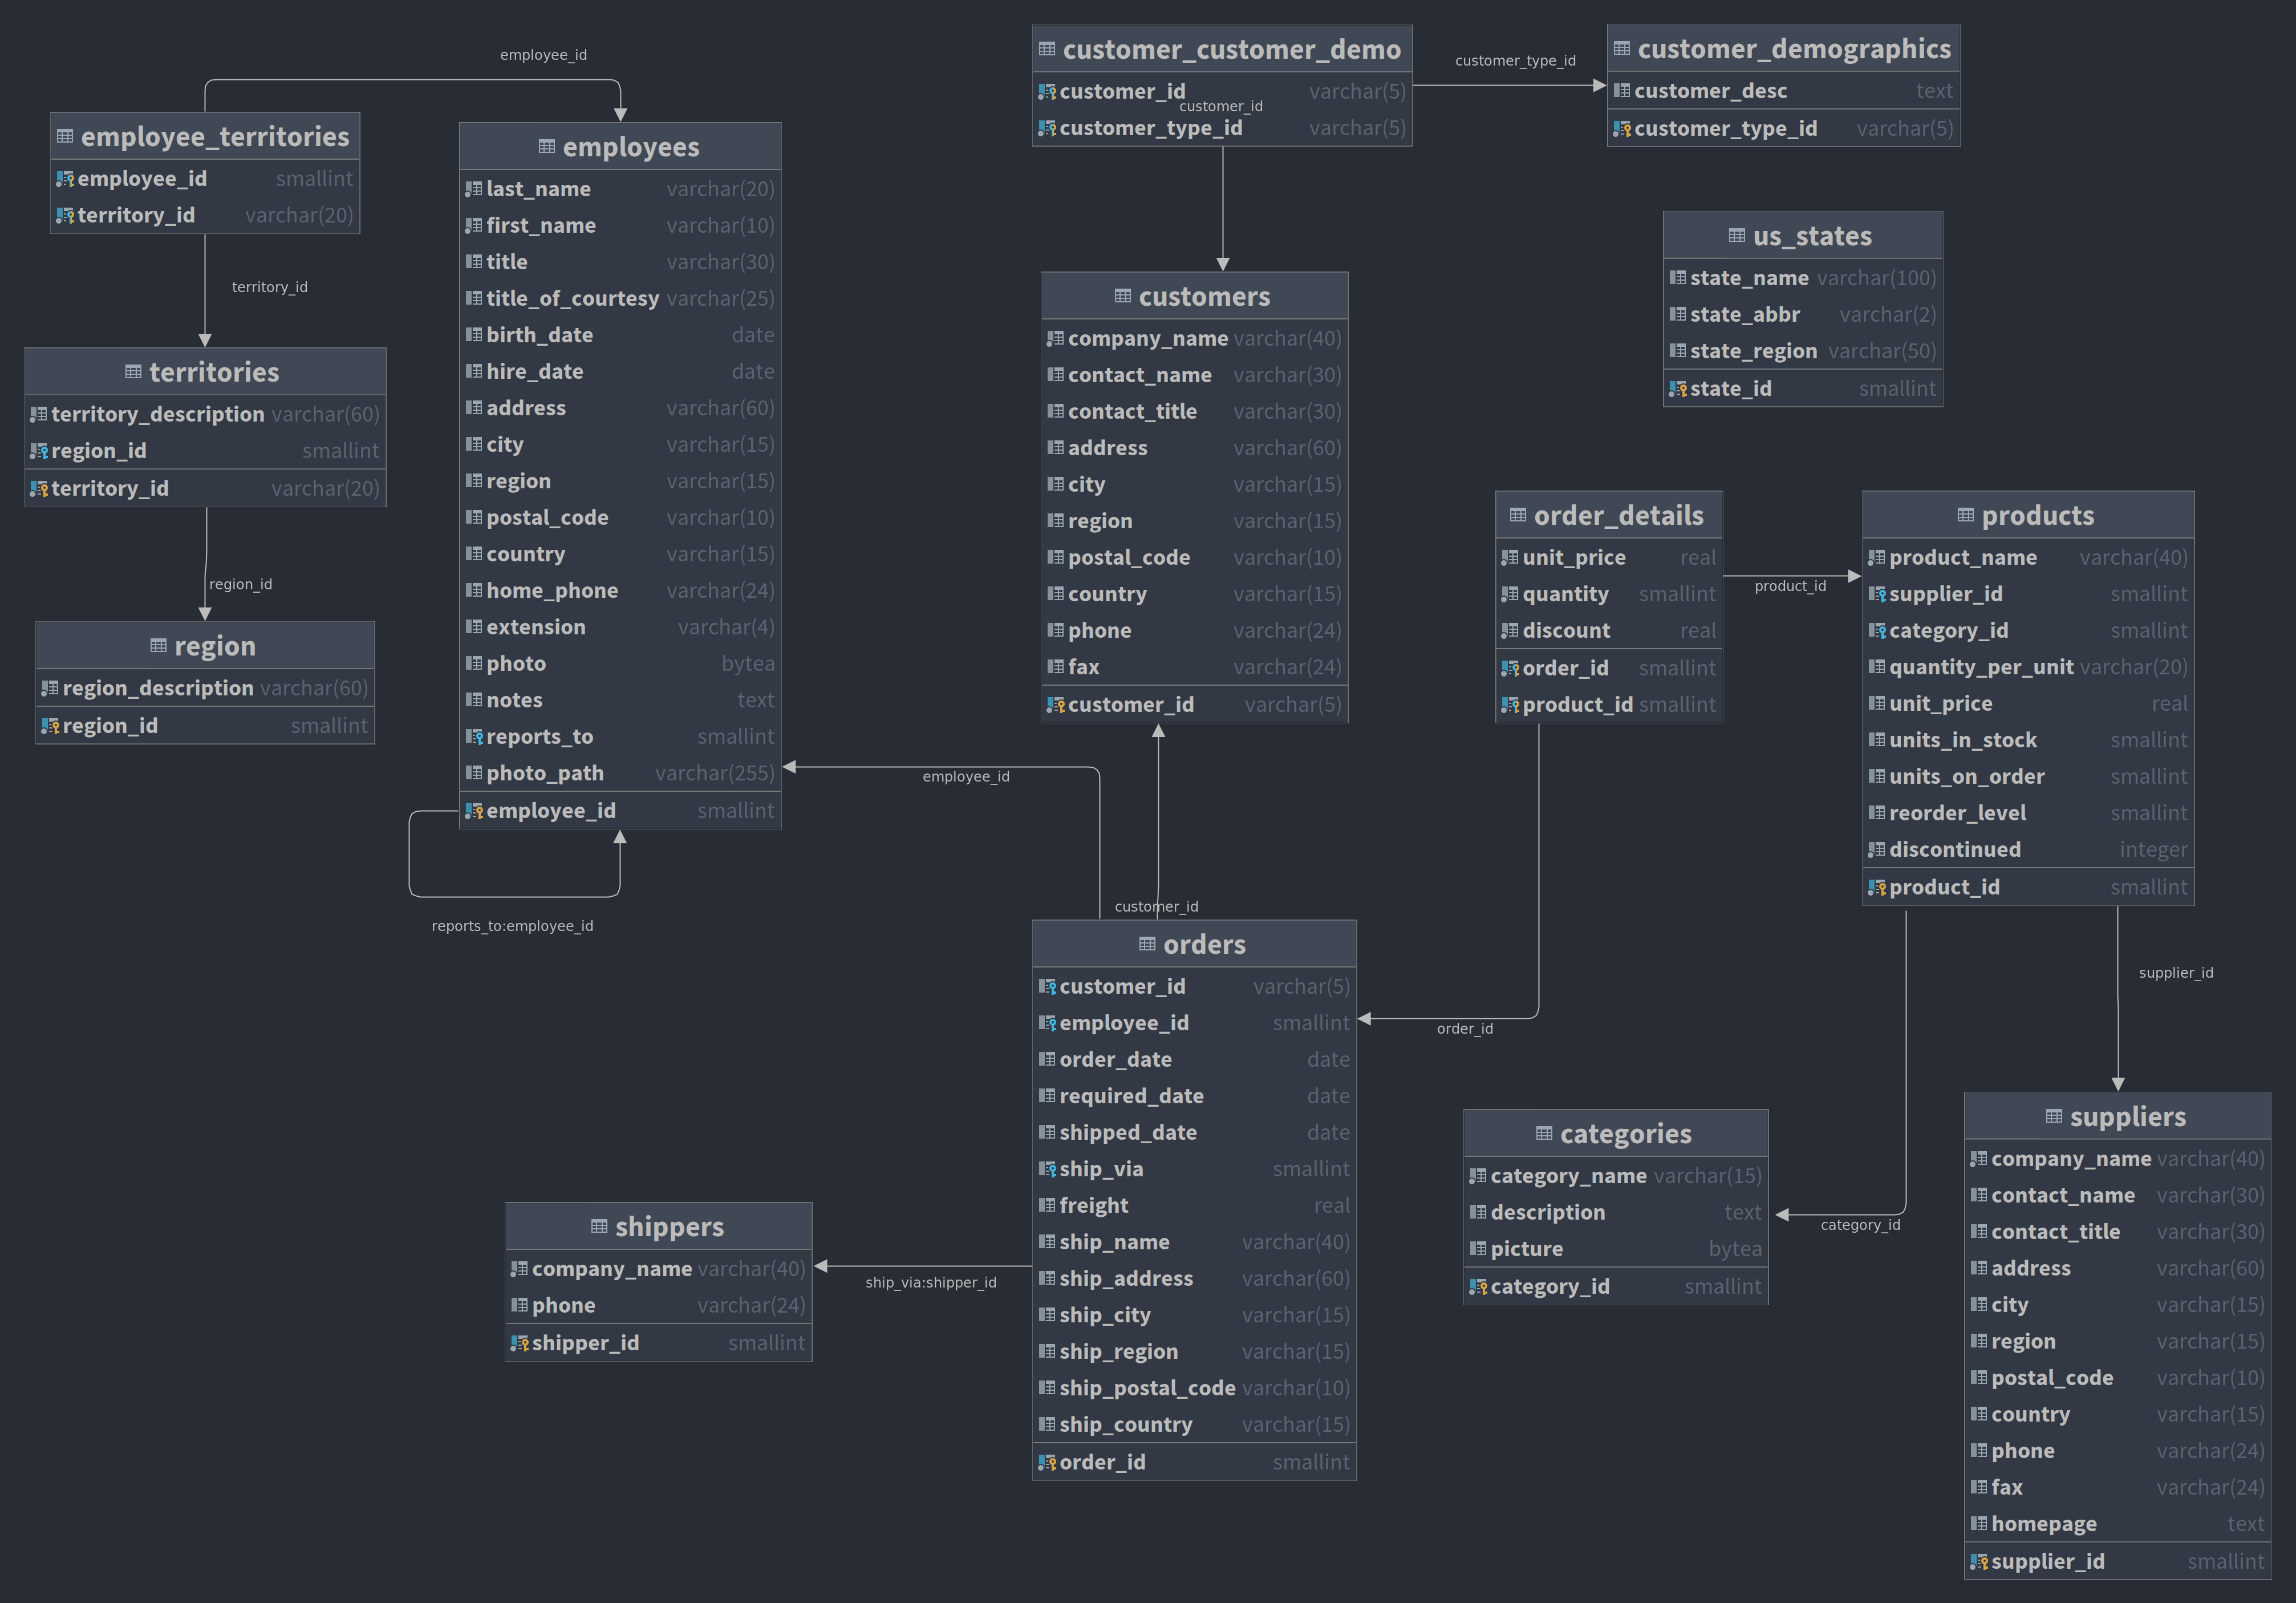 employee_id
employee_territories
employee_id smallint
territory_id varchar(20)
territory_id
territories
territory_description varchar(60)
region_id smallint
territory_id varchar(20)
region_id
region
region_description varchar(60)
region_id smallint
employees
last_name varchar(20)
first_name varchar(10)
title varchar(30)
title_of_courtesy varchar(25)
birth_date date
hire_date date
address varchar(60)
city varchar(15)
region varchar(15)
postal_code varchar(10)
country varchar(15)
home_phone varchar(24)
extension varchar(4)
photo bytea
notes text
reports_to smallint
photo_path varchar(255)
employee_id smallint
reports_to:employee_id
customer_customer_demo
customer_id varchar(5)
customer_id
customer_type_id varchar(5)
customer_type_id
customer_demographics
customer_desc text
customer_type_id varchar(5)
us_states
state_name varchar(100)
state_abbr varchar(2)
state_region varchar(50)
state_id smallint
customers
company_name varchar(40)
contact_name varchar(30)
contact_title varchar(30)
address varchar(60)
city varchar(15)
region varchar(15)
postal_code varchar(10)
country varchar(15)
phone varchar(24)
fax varchar(24)
customer_id varchar(5)
employee_id
customer_id
order_details
unit_price real
quantity smallint
discount real
order_id smallint
product_id smallint
product_id
order_id
products
product_name varchar(40)
supplier_id smallint
category_id smallint
quantity_per_unit varchar(20)
unit_price real
units_in_stock smallint
units_on_order smallint
reorder_level smallint
discontinued integer
product_id smallint
supplier_id
category_id
orders
customer_id varchar(5)
employee_id smallint
order_date date
required_date date
shipped_date date
ship_via smallint
freight real
ship_name varchar(40)
ship_address varchar(60)
ship_city varchar(15)
ship_region varchar(15)
ship_postal_code varchar(10)
ship_country varchar(15)
order_id smallint
ship_via:shipper_id
shippers
company_name varchar(40)
phone varchar(24)
shipper_id smallint
categories
category_name varchar(15)
description text
picture bytea
category_id smallint
suppliers
company_name varchar(40)
contact_name varchar(30)
contact_title varchar(30)
address varchar(60)
city varchar(15)
region varchar(15)
postal_code varchar(10)
country varchar(15)
phone varchar(24)
fax varchar(24)
homepage text
supplier_id smallint